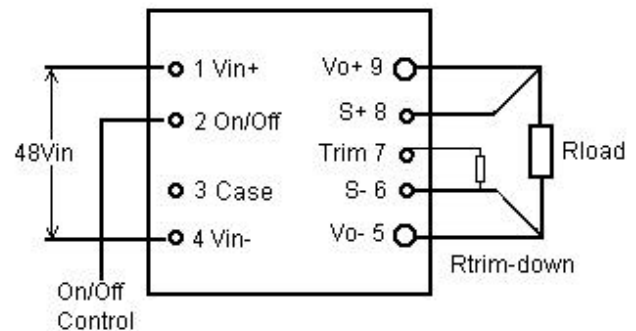 1 Vin+
Vo+ 9
2 On/Off
S+ 8
48Vin
Trim 7
Rload
3 Case
S- 6
4 Vin-
Vo- 5
Rtrim-down
On/Off
Control